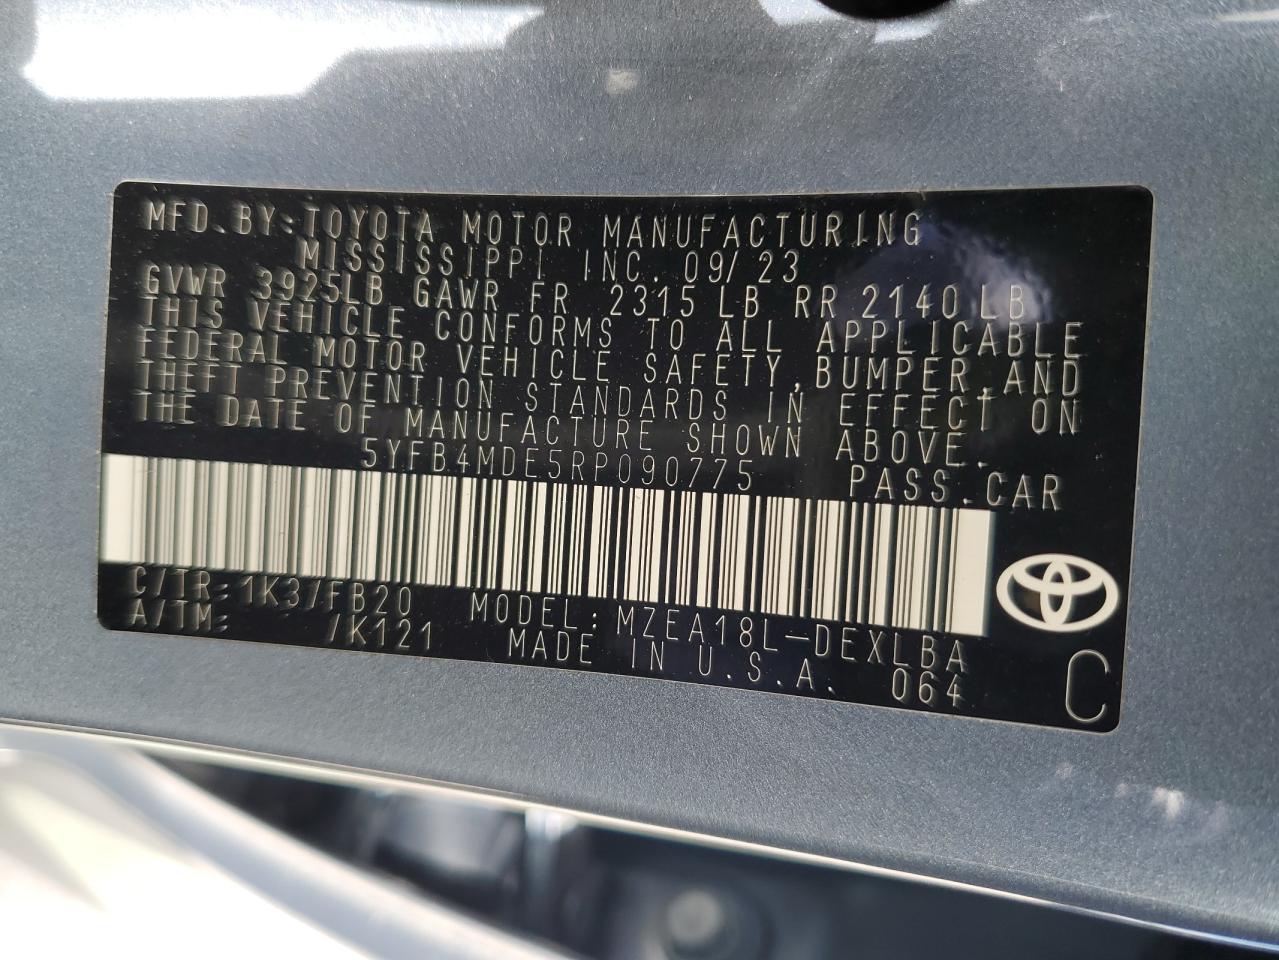 MFD.BY:TOYOTA MOTOR MANUFACTURING
MISSISSIPPI INC. 09/23
GVWR 3925LB GAWR FR 2315 LB RR 2140 LB
THIS VEHICLE CONFORMS TO ALL APPLICABLE
FEDERAL MOTOR VEHICLE SAFETY,BUMPER,AND
THEFT PREVENTION STANDARDS IN EFFECT ON
THE DATE OF MANUFACTURE SHOWN ABOVE.
5YFB4MDE5RP090775 PASS.CAR
C/TR:1K37FB20 MODEL:MZEA18L-DEXLBA
A/TM: /K121 MADE IN U.S.A. 064
C